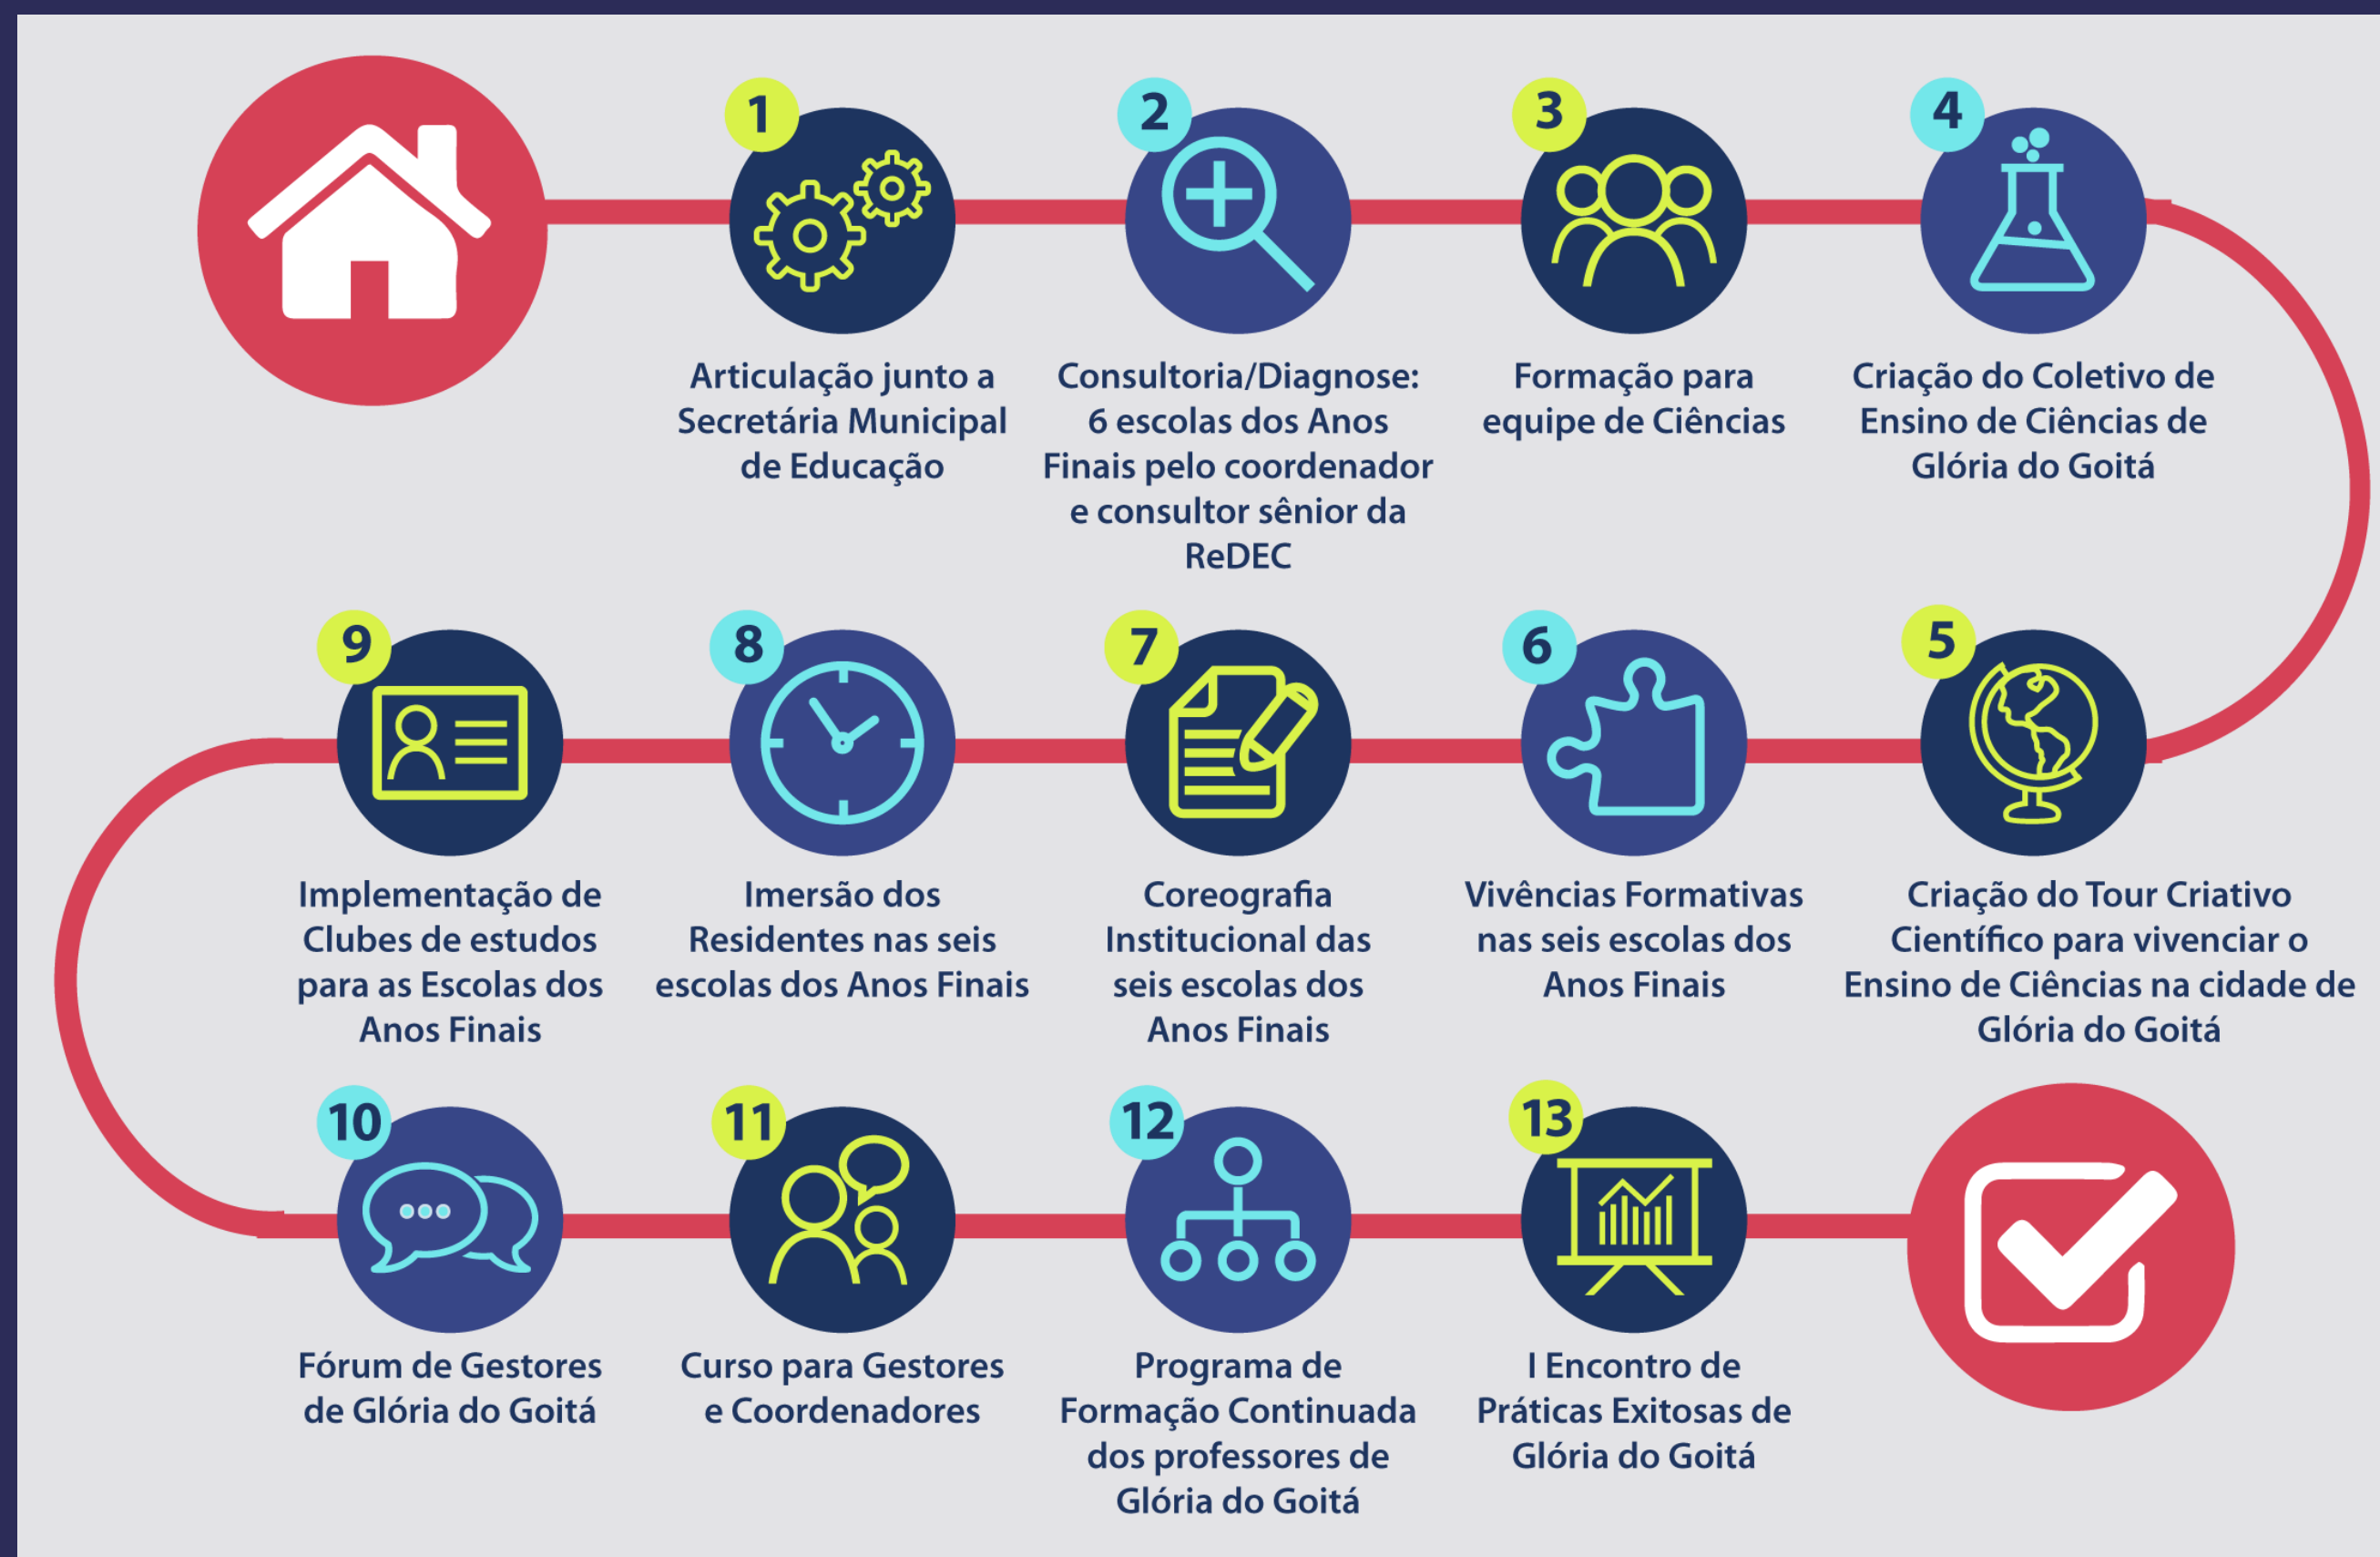 1
Articulação junto a
Secretária Municipal
de Educação
2
Consultoria/Diagnose:
6 escolas dos Anos
Finais pelo coordenador
e consultor sênior da
ReDEC
3
Formação para
equipe de Ciências
4
Criação do Coletivo de
Ensino de Ciências de
Glória do Goitá
5
Criação do Tour Criativo
Científico para vivenciar o
Ensino de Ciências na cidade de
Glória do Goitá
6
Vivências Formativas
nas seis escolas dos
Anos Finais
7
Coreografia
Institucional das
seis escolas dos
Anos Finais
8
Imersão dos
Residentes nas seis
escolas dos Anos Finais
9
Implementação de
Clubes de estudos
para as Escolas dos
Anos Finais
10
Fórum de Gestores
de Glória do Goitá
11
Curso para Gestores
e Coordenadores
12
Programa de
Formação Continuada
dos professores de
Glória do Goitá
13
I Encontro de
Práticas Exitosas de
Glória do Goitá